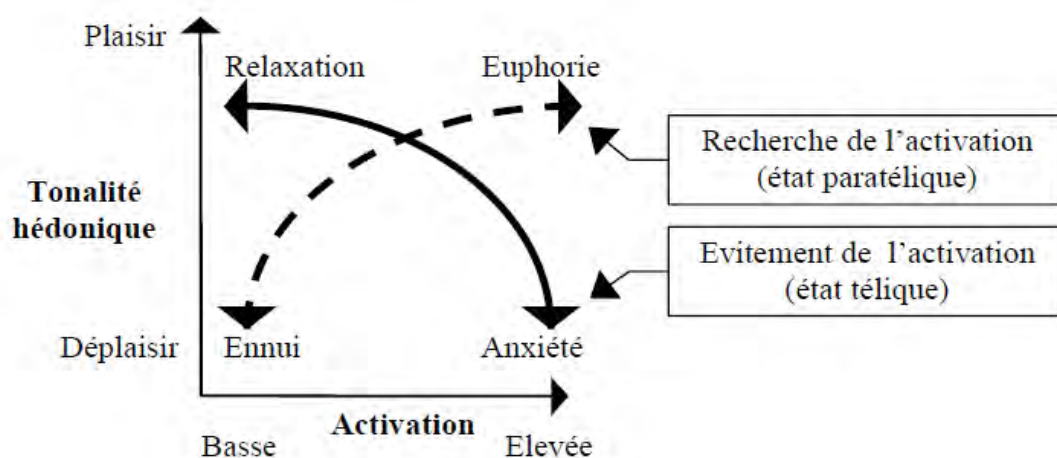 Plaisir
Relaxation
Euphorie
Recherche de l'activation
(état paratélique)
Tonalité
hédonique
Evitement de l'activation
(état télique)
Déplaisir
Ennui
Anxiété
Activation
Basse
Elevée